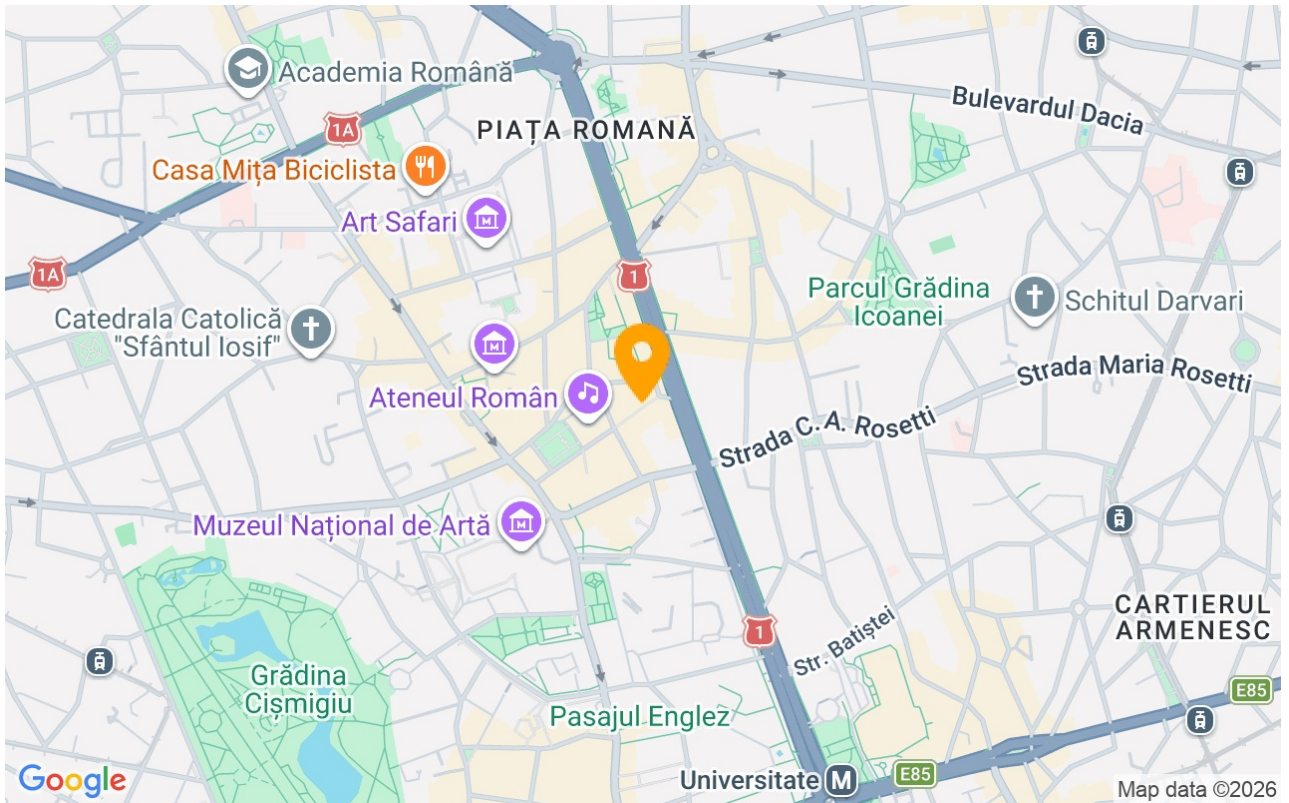 Academia Română
1A
PIAȚA ROMANĂ
Bulevardul Dacia
Casa Mița Biciclista
Art Safari
M
1A
1
Parcul Grădina
Icoanei
Schitul Darvari
Catedrala Catolică
"Sfântul Iosif"
M
Ateneul Român
Strada Maria Rosetti
Strada C. A. Rosetti
Muzeul Național de Artă
M
CARTIERUL
ARMENESC
1
Str. Batiștei
Grădina
Cișmigiu
E85
Pasajul Englez
Universitate M
E85
Google
Map data ©2026